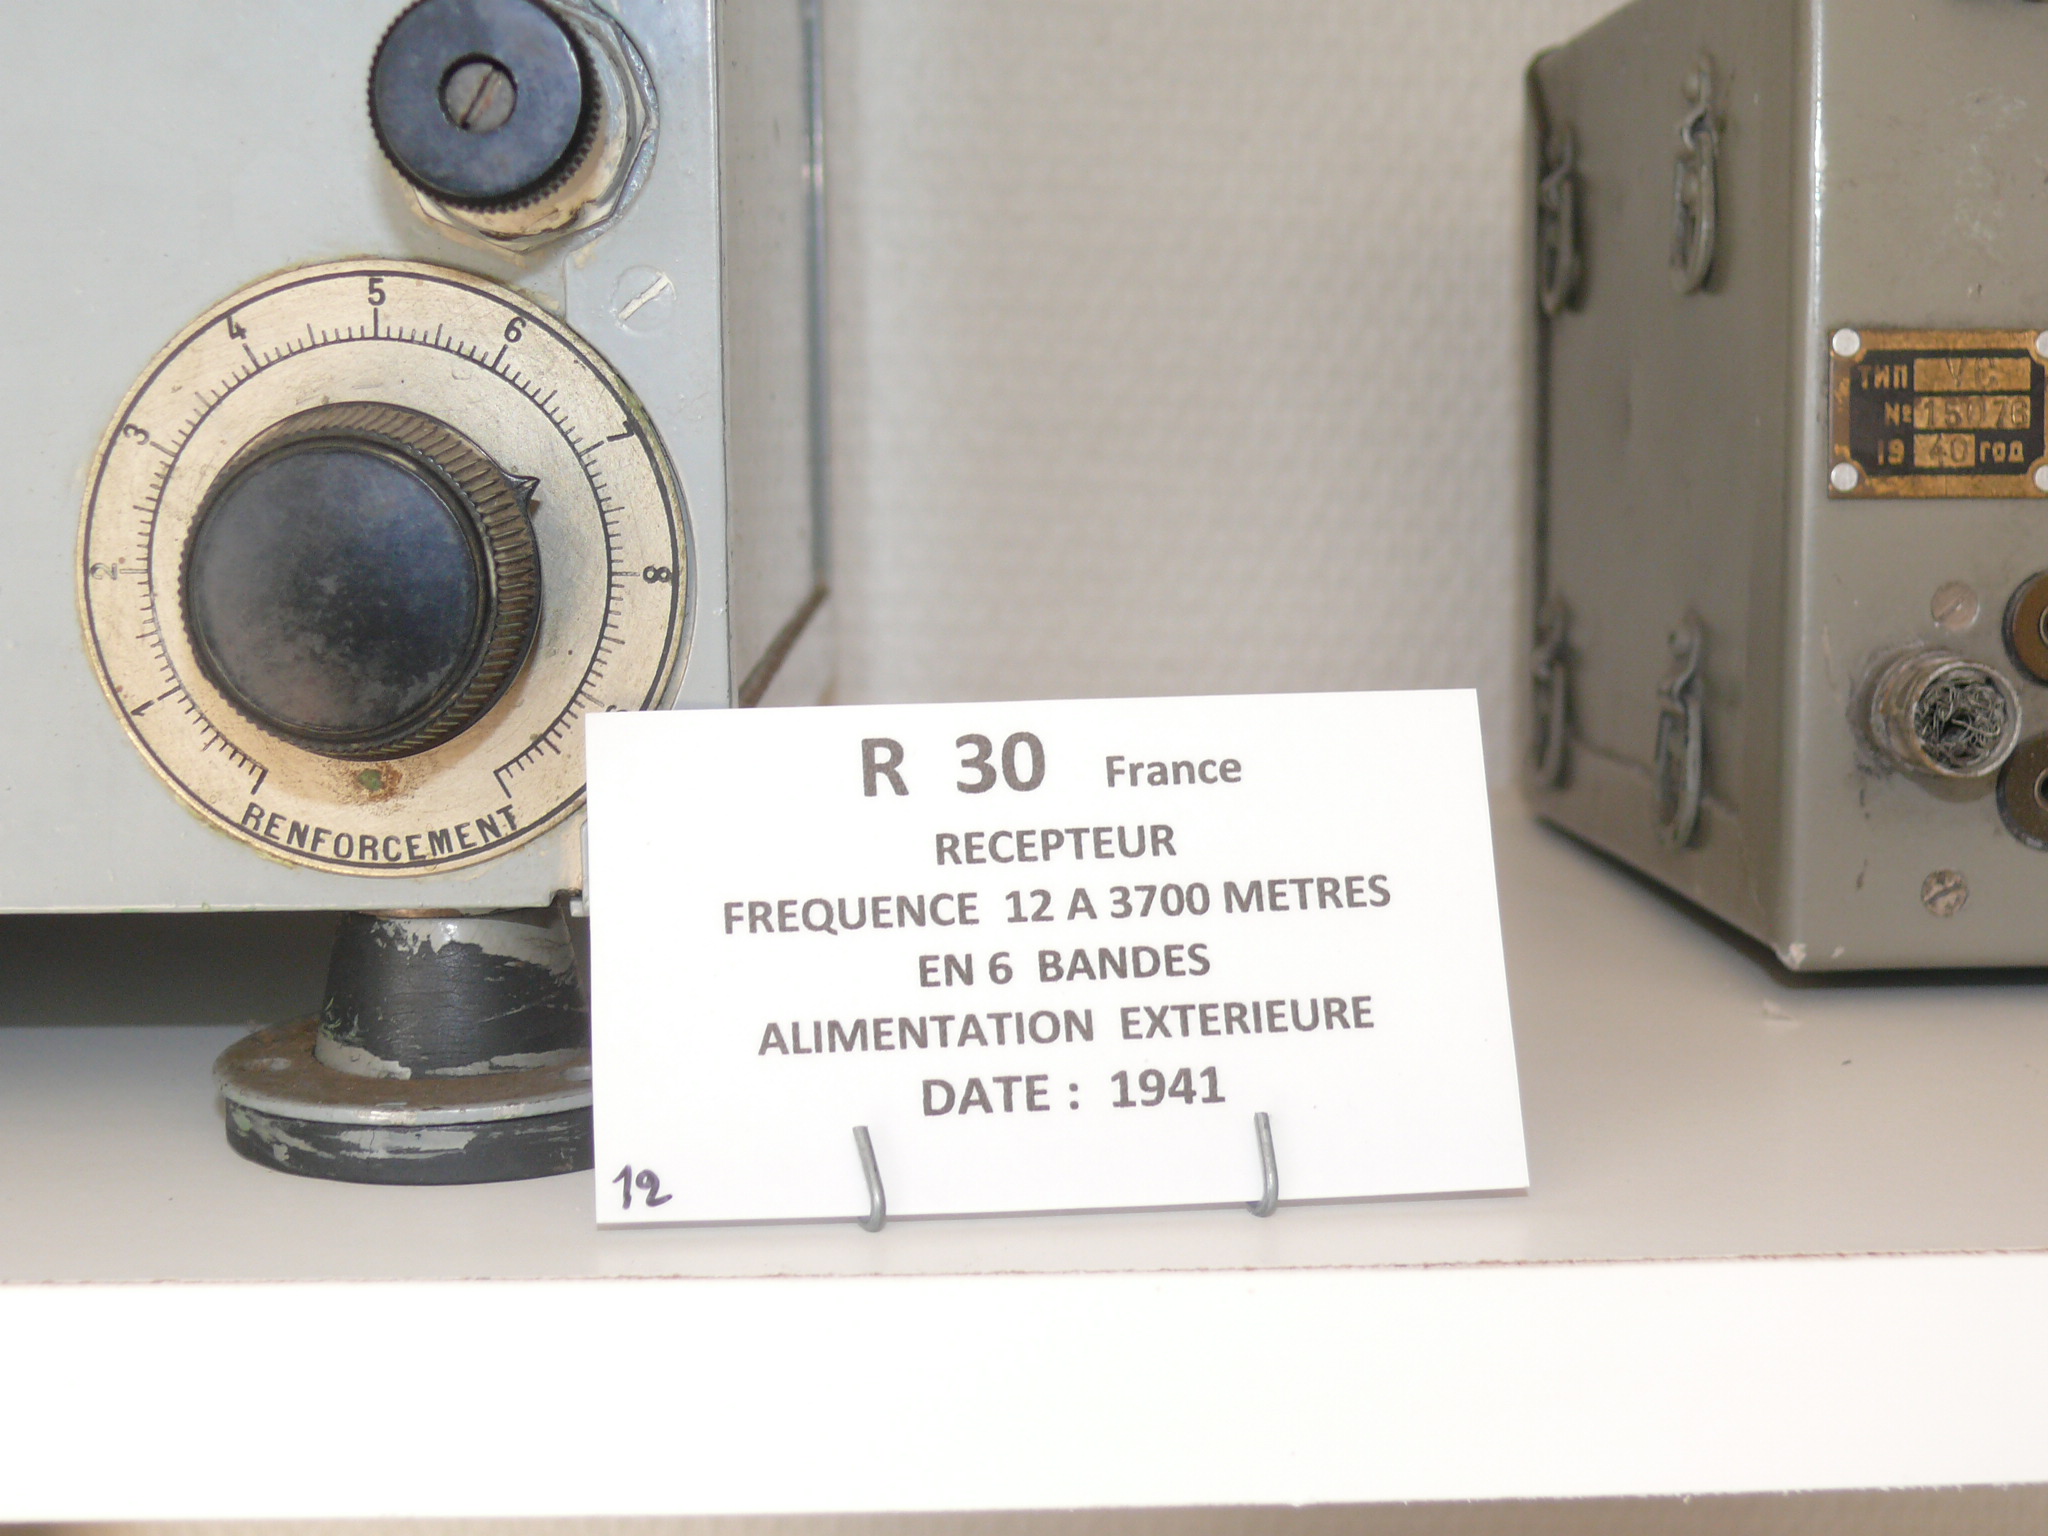 1
2
3
4
5
6
7
8
RENFORCEMENT
R 30 France
RECEPTEUR
FREQUENCE 12 A 3700 METRES
EN 6 BANDES
ALIMENTATION EXTERIEURE
DATE : 1941
12
ТИП
№ 15076
19 40 год